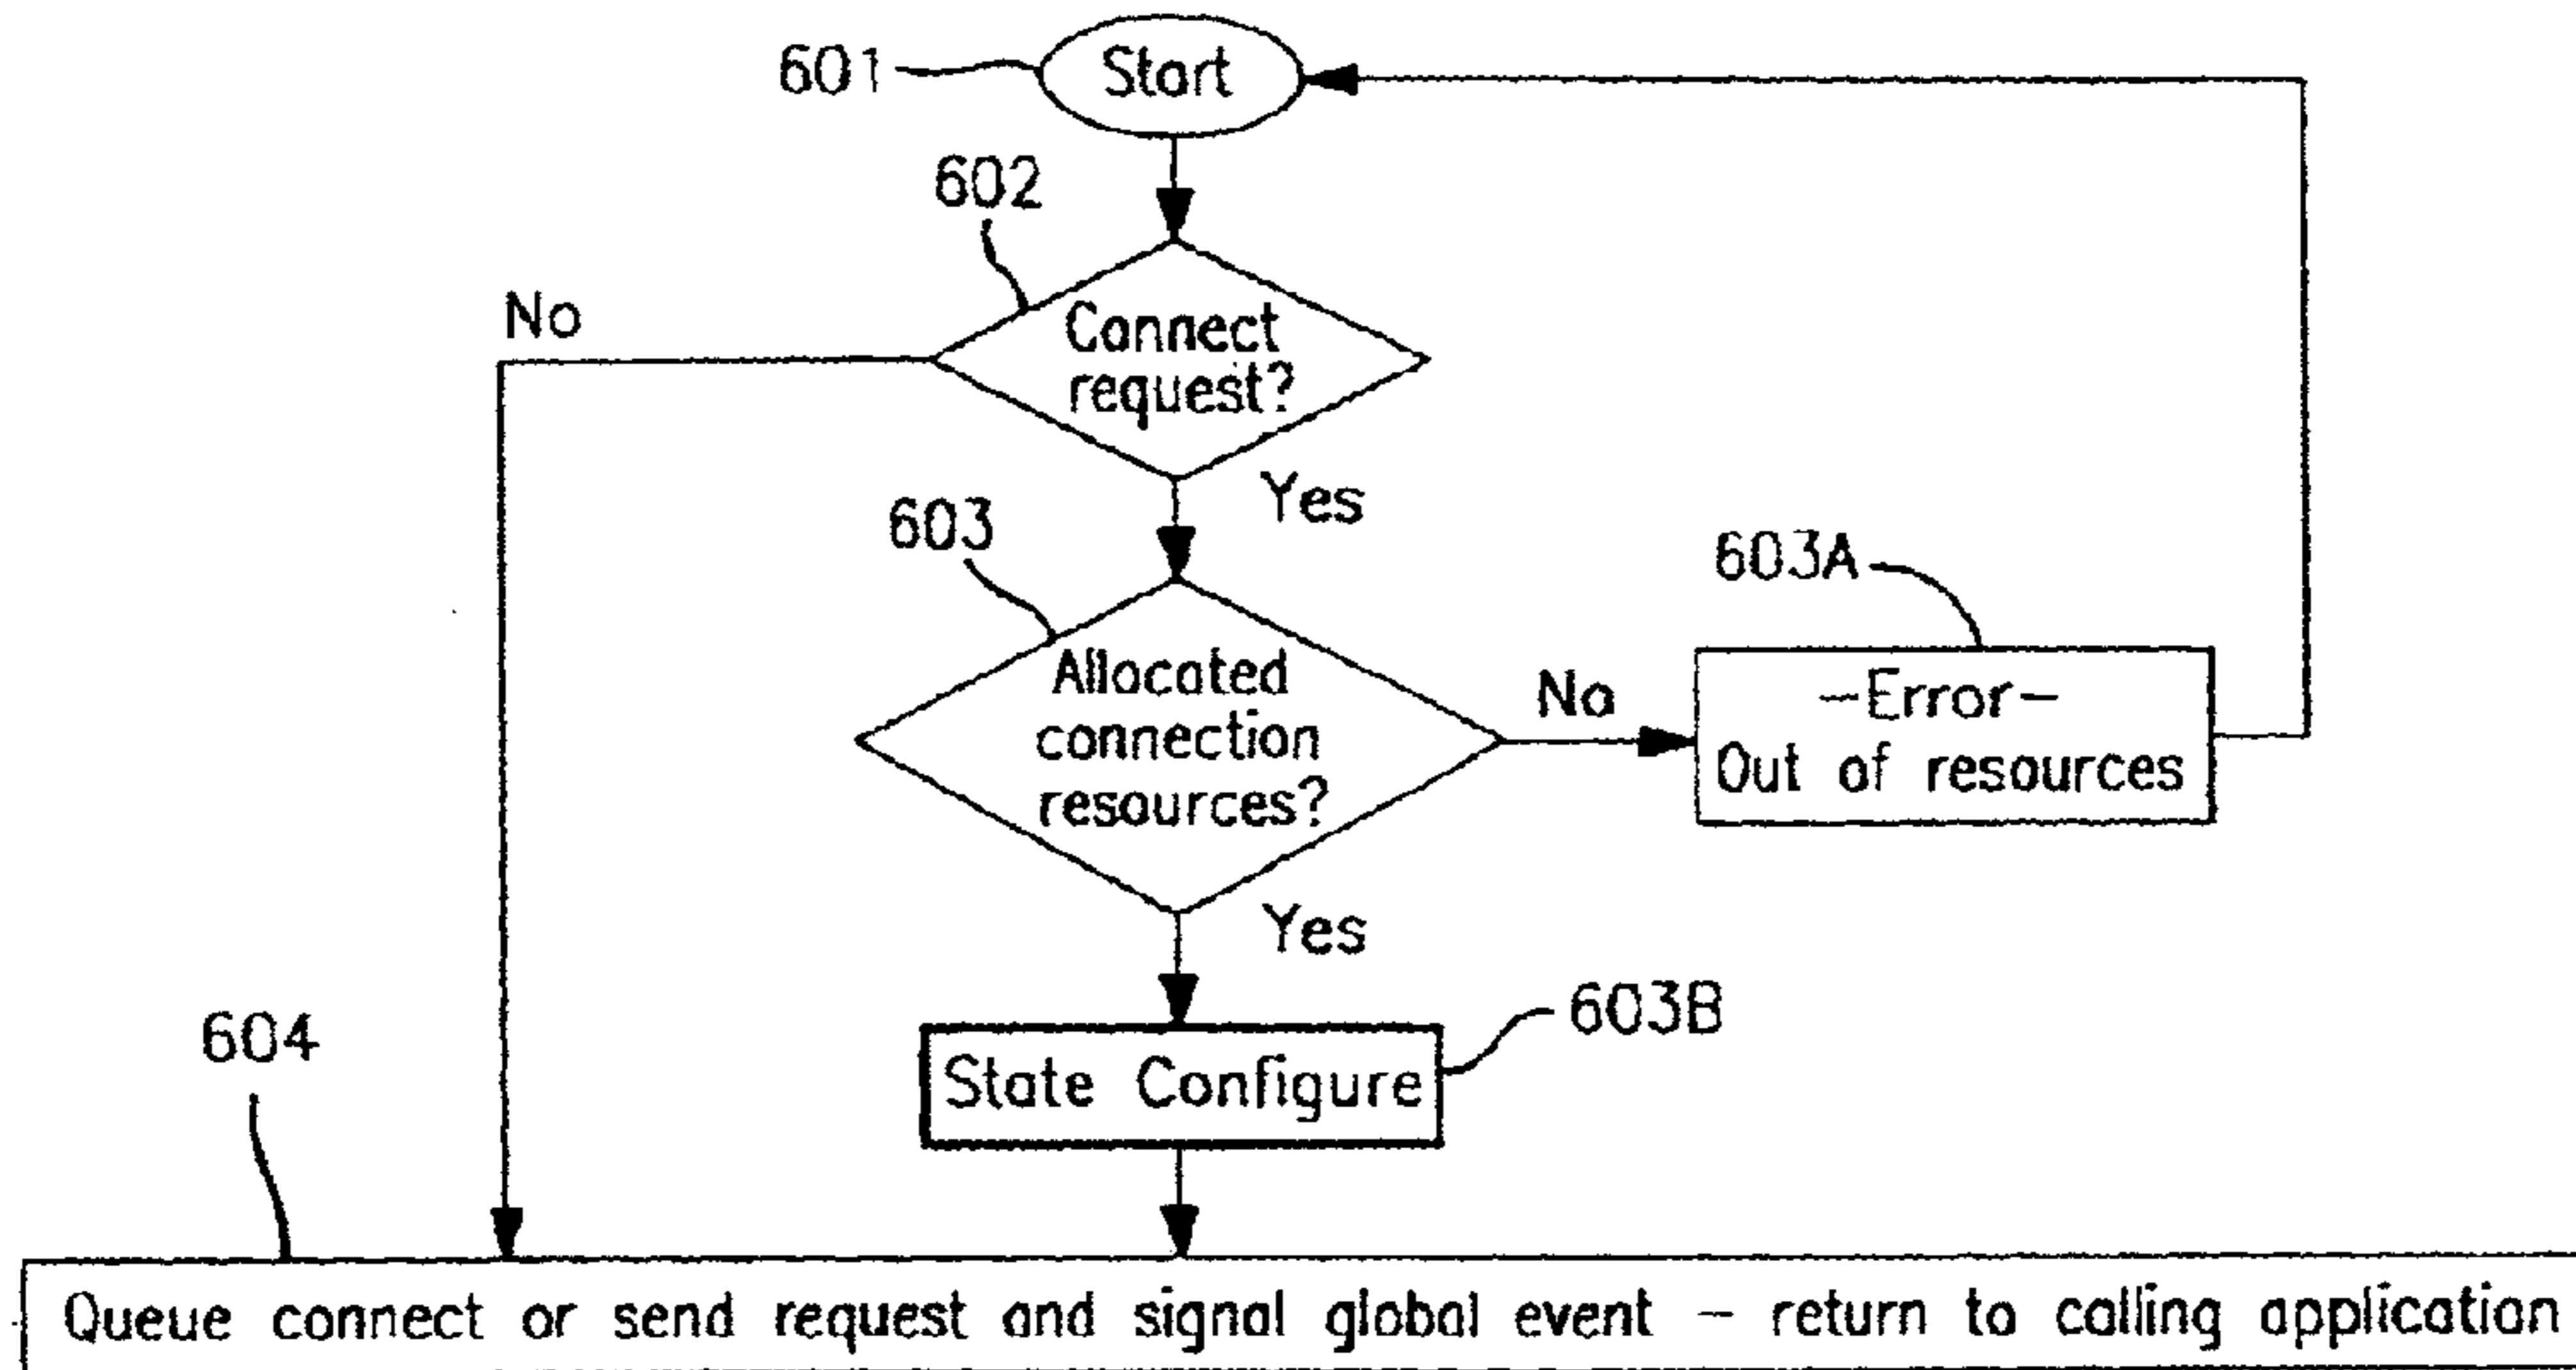 601
Start
602
No
Connect
request?
Yes
603
603A
Allocated
connection
resources?
No
-Error-
Out of resources
Yes
603B
State Configure
604
Queue connect or send request and signal global event – return to calling application